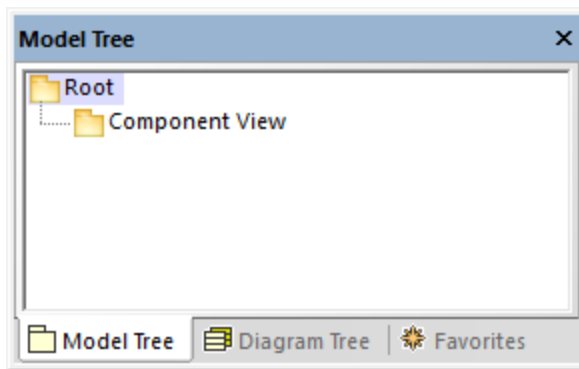 Model Tree
Root
Component View
Model Tree Diagram Tree Favorites